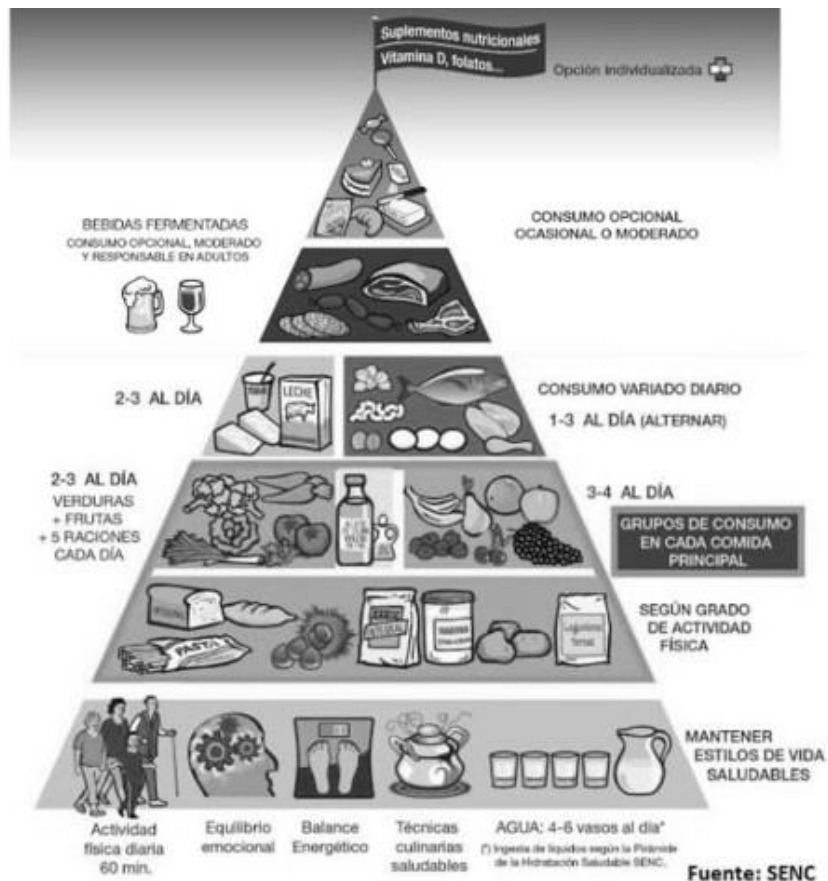 Suplementos nutricionales
Vitamina D, folatos...
Opción individualizada
BEBIDAS FERMENTADAS
CONSUMO OPCIONAL, MODERADO
Y RESPONSABLE EN ADULTOS
CONSUMO OPCIONAL
OCASIONAL O MODERADO
2-3 AL DÍA
LECHE
CONSUMO VARIADO DIARIO
1-3 AL DÍA (ALTERNAR)
2-3 AL DÍA
VERDURAS
+ FRUTAS
+ 5 RACIONES
CADA DÍA
3-4 AL DÍA
GRUPOS DE CONSUMO
EN CADA COMIDA
PRINCIPAL
PASTA
INTEGRAL
HARINA
Legumbres
SEGÚN GRADO
DE ACTIVIDAD
FÍSICA
MANTENER
ESTILOS DE VIDA
SALUDABLES
Actividad
física diaria
60 min.
Equilibrio
emocional
Balance
Energético
Técnicas
culinarias
saludables
AGUA: 4-6 vasos al día*
(*) Ingesta de líquidos según la Pirámide
de la Hidratación Saludable SENC.
Fuente: SENC